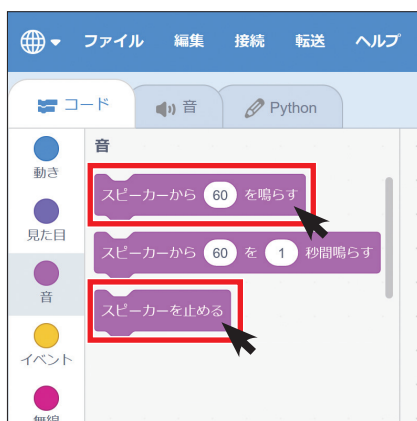 ファイル 編集 接続 転送 ヘルプ
コード 音 Python
動き
見た目
音
イベント
無線
音
スピーカーから 60 を鳴らす
スピーカーから 60 を 1 秒間鳴らす
スピーカーを止める